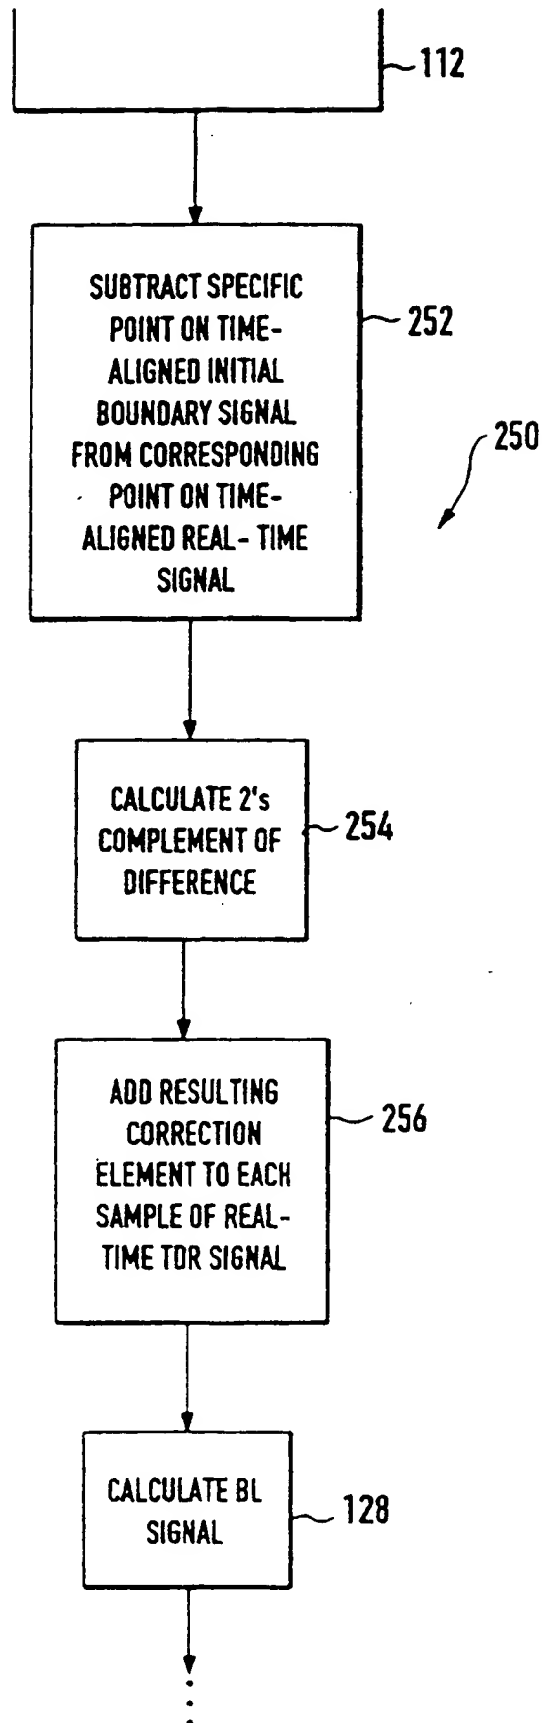 112
SUBTRACT SPECIFIC
POINT ON TIME-
ALIGNED INITIAL
BOUNDARY SIGNAL
FROM CORRESPONDING
POINT ON TIME-
ALIGNED REAL- TIME
SIGNAL
252
250
CALCULATE 2's
COMPLEMENT OF
DIFFERENCE
254
ADD RESULTING
CORRECTION
ELEMENT TO EACH
SAMPLE OF REAL-
TIME TDR SIGNAL
256
CALCULATE BL
SIGNAL
128